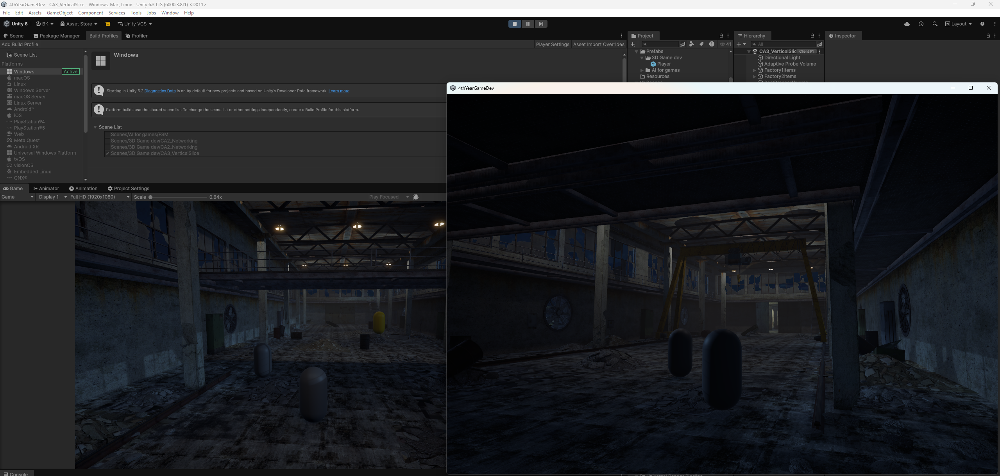 4thYearGameDev - CA3_VerticalSlice - Windows, Mac, Linux - Unity 6.3 LTS (6000.3.8f1) <DX11>
File Edit Assets GameObject Component Services Tools Jobs Window Help
Unity 6 BK Asset Store Unity VCS Layout
Scene Package Manager Build Profiles Profiler
Project
Hierarchy
Inspector
Add Build Profile Player Settings Asset Import Overrides
41
All
Scene List
Platforms
Windows Active
macOS
Linux
Windows Server
macOS Server
Linux Server
Android™
iOS
PlayStation®4
PlayStation®5
Web
Meta Quest
Android XR
Universal Windows Platform
tvOS
visionOS
Embedded Linux
QNX®
Windows
Starting in Unity 6.2 Diagnostics Data is on by default for new projects and based on Unity's Developer Data framework. Learn more
Platform builds use the shared scene list. To change the scene list or other settings independently, create a Build Profile for this platform.
Scene List
Scenes/AI for games/FSM
Scenes/3D Game dev/CA2_Networking
Scenes/3D Game dev/CA2_Networking
Scenes/3D Game dev/CA3_VerticalSlice
Prefabs
3D Game dev
Player
AI for games
Resources
CA3_VerticalSlic Client P1
Directional Light
Adaptive Probe Volume
Factory1Items
Factory2Items
4thYearGameDev
Game Animator Animation Project Settings
Game Display 1 Full HD (1920x1080) Scale 0.64x Play Focused
Console